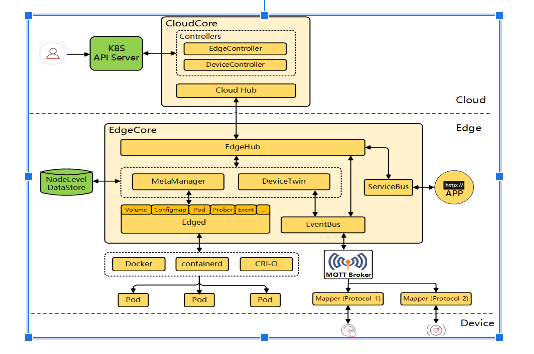 CloudCore
Controllers
EdgeController
DeviceController
K8S
API Server
Cloud Hub
Cloud
Edge
EdgeCore
EdgeHub
NodeLevel
DataStore
MetaManager
DeviceTwin
ServiceBus
http://
APP
Volume
Configmap
Pod
Prober
Event
...
Edged
EventBus
Docker
containerd
CRI-O
MQTT Broker
Pod
Pod
Pod
Mapper (Protocol 1)
Mapper (Protocol 2)
Device